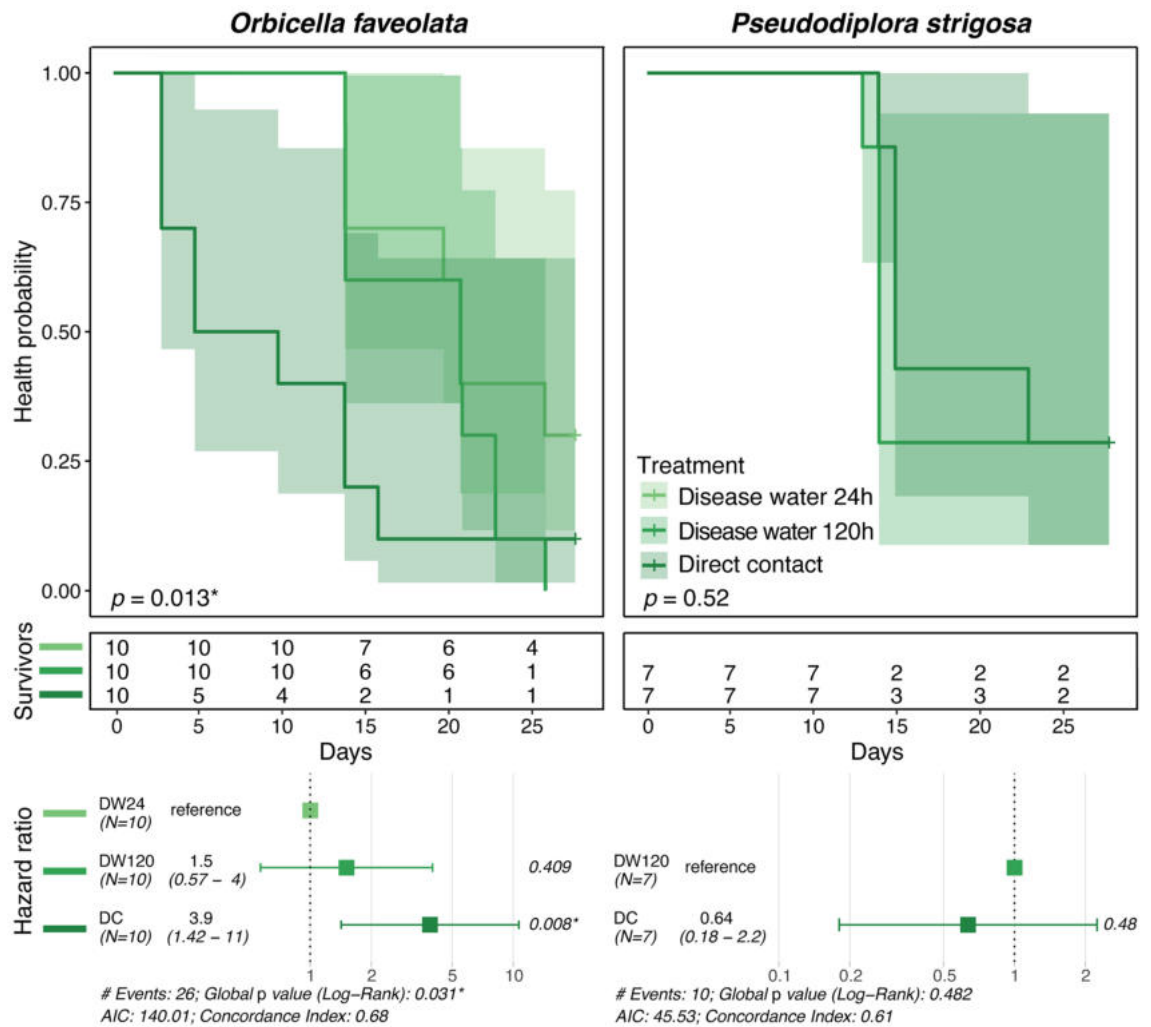 Orbicella faveolata
Pseudodiplora strigosa
Health probability
1.00
0.75
0.50
0.25
0.00
p = 0.013*
Treatment
Disease water 24h
Disease water 120h
Direct contact
p = 0.52
Survivors
10 10 10 7 6 4
10 10 10 6 6 1
10 5 4 2 1 1
7 7 7 2 2 2
7 7 7 3 3 2
0 5 10 15 20 25
0 5 10 15 20 25
Days
Days
Hazard ratio
DW24 (N=10) reference
DW120 (N=10) 1.5 (0.57 – 4) 0.409
DC (N=10) 3.9 (1.42 – 11) 0.008*
1 2 5 10
# Events: 26; Global p value (Log–Rank): 0.031*
AIC: 140.01; Concordance Index: 0.68
DW120 (N=7) reference
DC (N=7) 0.64 (0.18 – 2.2) 0.48
0.1 0.2 0.5 1 2
# Events: 10; Global p value (Log–Rank): 0.482
AIC: 45.53; Concordance Index: 0.61